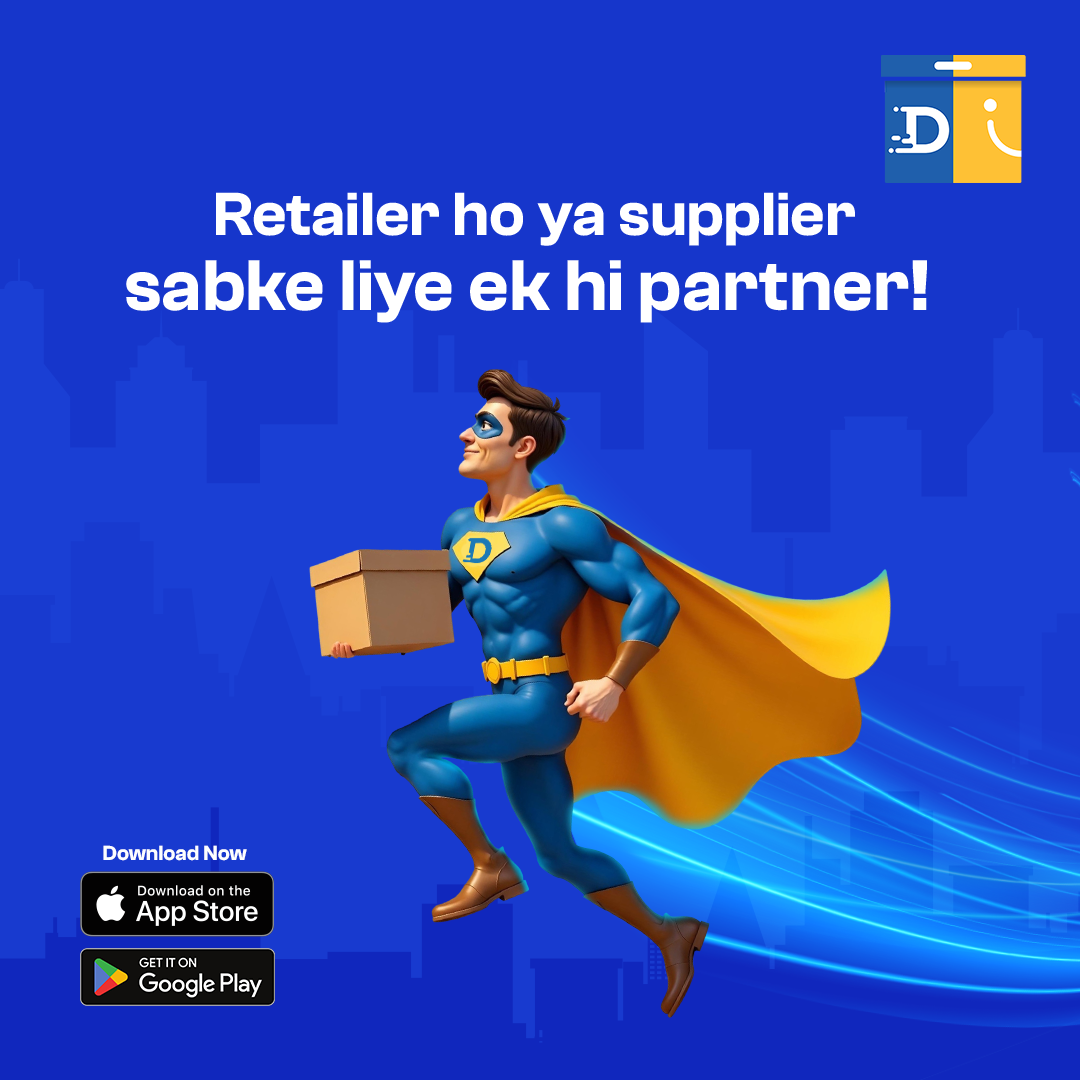 Di
Retailer ho ya supplier
sabke liye ek hi partner!
D
Download Now
Download on the
App Store
GET IT ON
Google Play